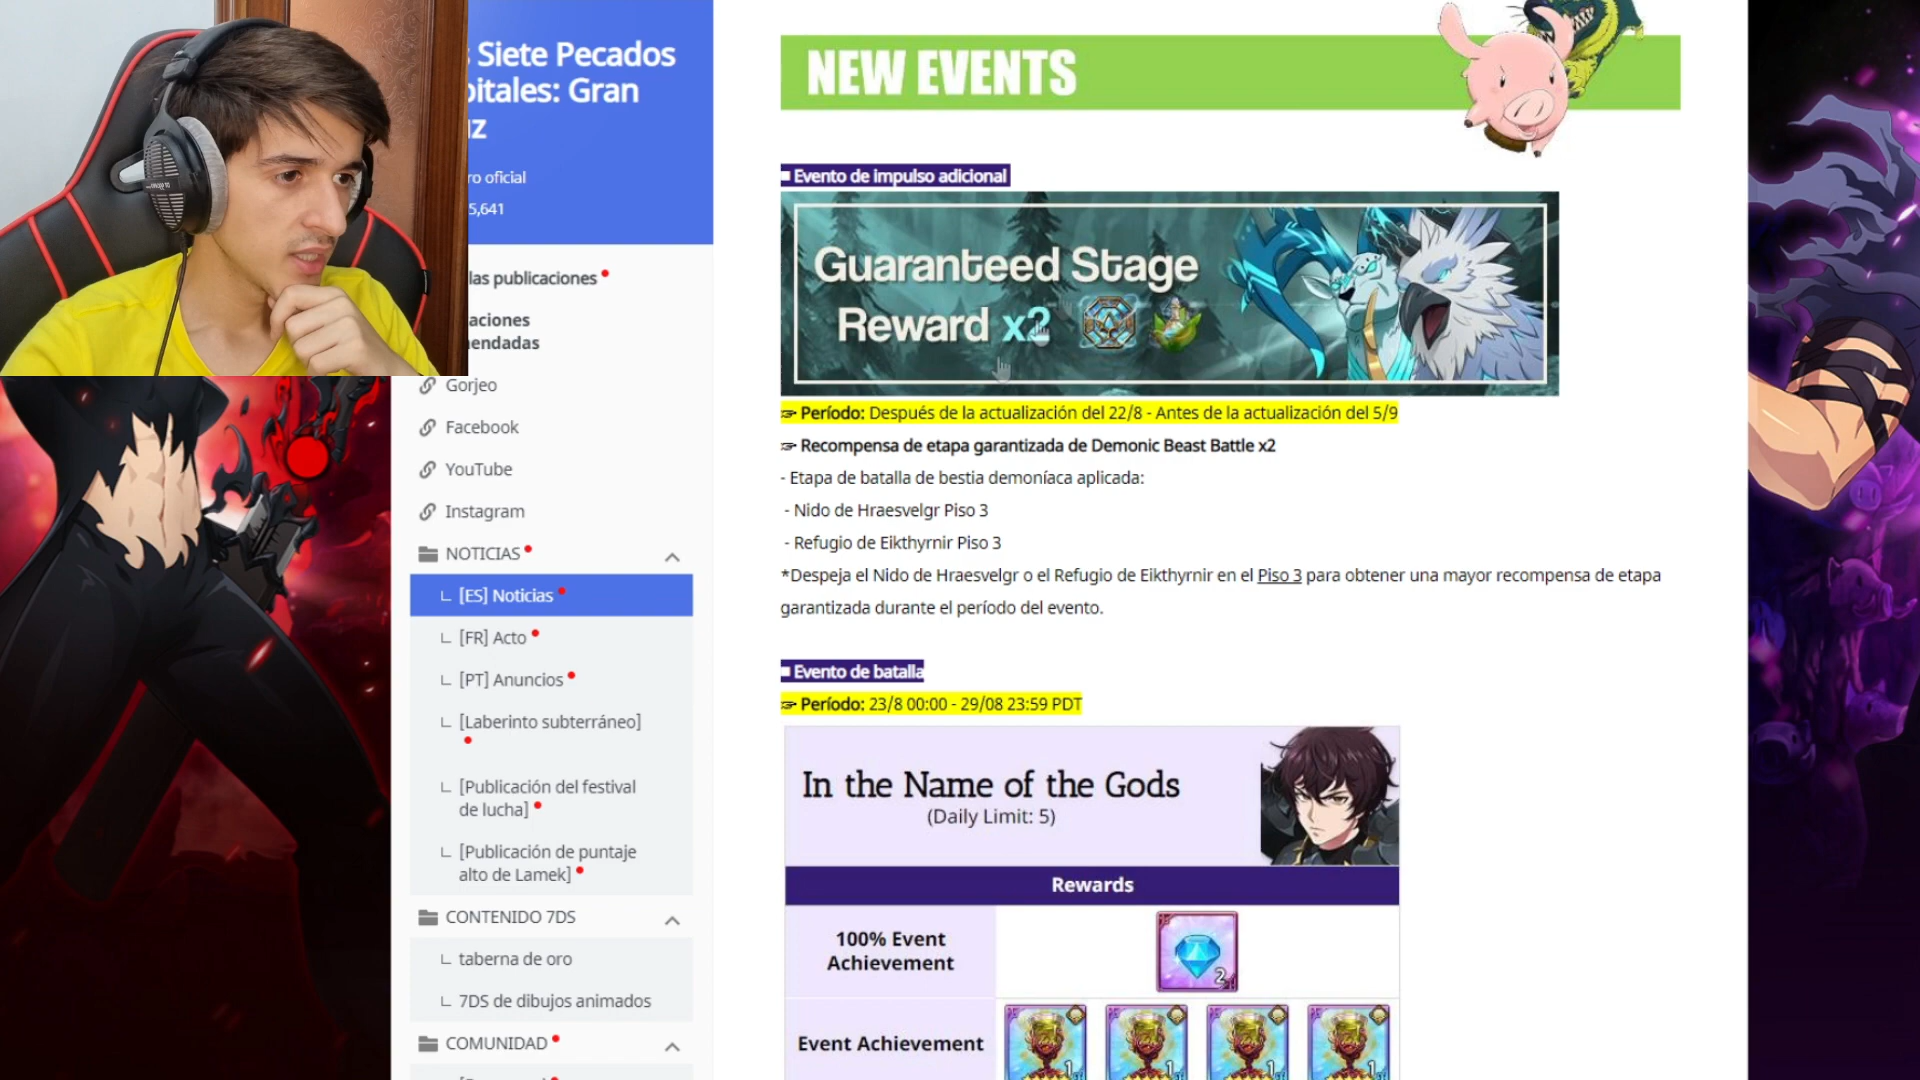 Siete Pecados
pitales: Gran
ro oficial
5,641
las publicaciones
aciones
endadas
Gorjeo
Facebook
YouTube
Instagram
NOTICIAS
[ES] Noticias
[FR] Acto
[PT] Anuncios
[Laberinto subterráneo]
[Publicación del festival
de lucha]
[Publicación de puntaje
alto de Lamek]
CONTENIDO 7DS
taberna de oro
7DS de dibujos animados
COMUNIDAD
NEW EVENTS
■ Evento de impulso adicional
Guaranteed Stage
Reward x2
☞ Período: Después de la actualización del 22/8 - Antes de la actualización del 5/9
☞ Recompensa de etapa garantizada de Demonic Beast Battle x2
- Etapa de batalla de bestia demoníaca aplicada:
- Nido de Hraesvelgr Piso 3
- Refugio de Eikthyrnir Piso 3
*Despeja el Nido de Hraesvelgr o el Refugio de Eikthyrnir en el Piso 3 para obtener una mayor recompensa de etapa
garantizada durante el período del evento.
■ Evento de batalla
☞ Período: 23/8 00:00 - 29/08 23:59 PDT
In the Name of the Gods
(Daily Limit: 5)
Rewards
100% Event
Achievement
2
Event Achievement
1 1 1 1